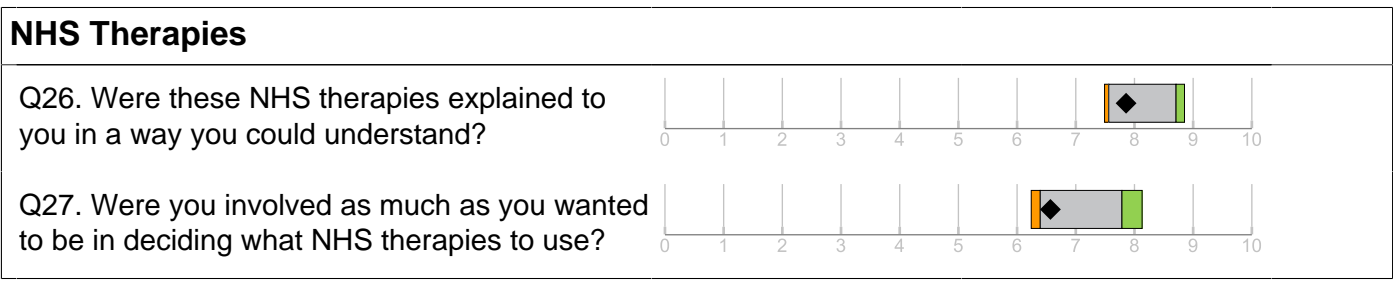 NHS Therapies
Q26. Were these NHS therapies explained to
you in a way you could understand?
0 1 2 3 4 5 6 7 8 9 10
Q27. Were you involved as much as you wanted
to be in deciding what NHS therapies to use?
0 1 2 3 4 5 6 7 8 9 10